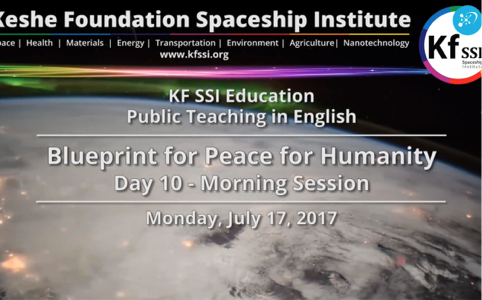 Keshe Foundation Spaceship Institute
pace | Health | Materials | Energy | Transportation | Environment | Agriculture | Nanotechnology
www.kfssi.org
Kf SSI
Spaceship
KF SSI Education
Public Teaching in English
Blueprint for Peace for Humanity
Day 10 - Morning Session
Monday, July 17, 2017